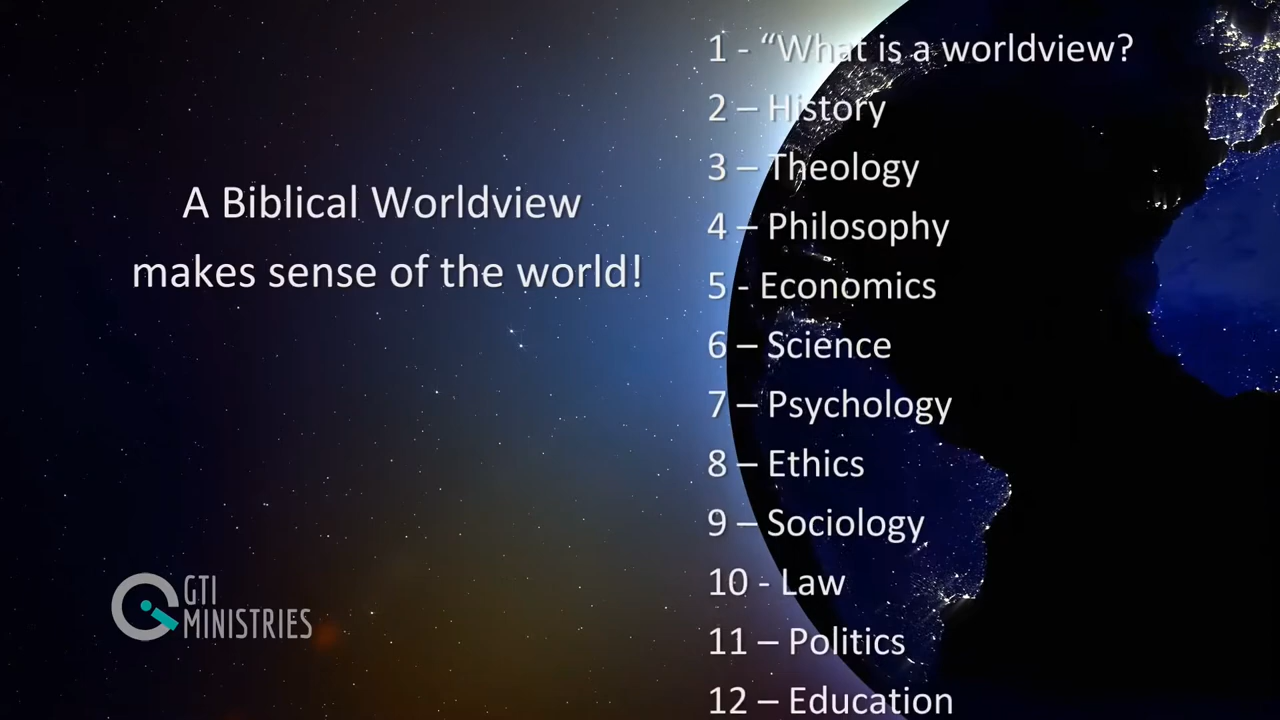 A Biblical Worldview
makes sense of the world!
GTI
MINISTRIES
1 - “What is a worldview?
2 – History
3 – Theology
4 – Philosophy
5 - Economics
6 – Science
7 – Psychology
8 – Ethics
9 – Sociology
10 - Law
11 – Politics
12 – Education